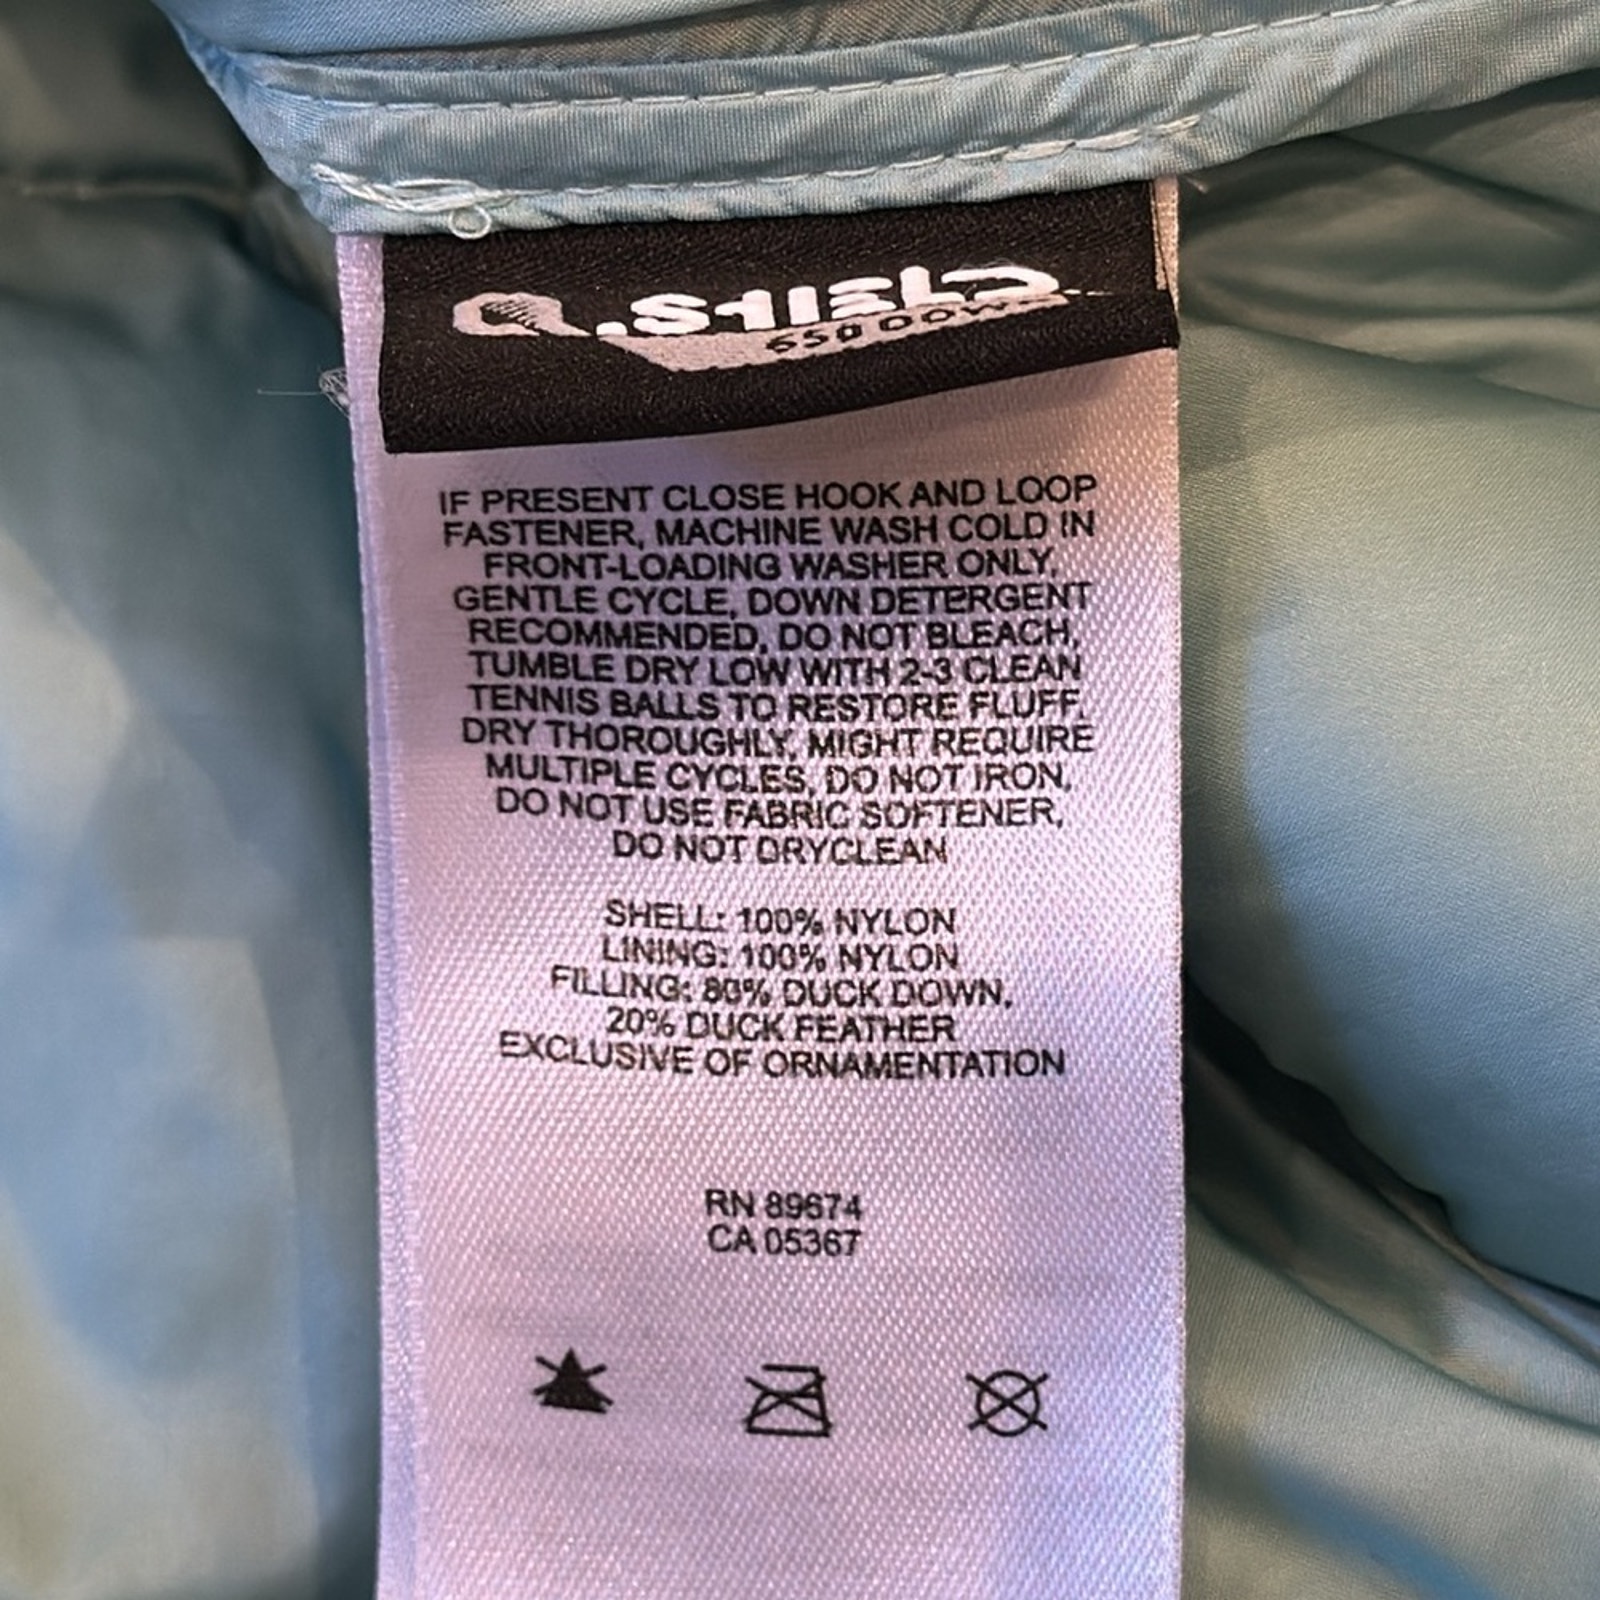 650 DOWN
IF PRESENT CLOSE HOOK AND LOOP
FASTENER, MACHINE WASH COLD IN
FRONT-LOADING WASHER ONLY,
GENTLE CYCLE, DOWN DETERGENT
RECOMMENDED, DO NOT BLEACH,
TUMBLE DRY LOW WITH 2-3 CLEAN
TENNIS BALLS TO RESTORE FLUFF,
DRY THOROUGHLY, MIGHT REQUIRE
MULTIPLE CYCLES, DO NOT IRON,
DO NOT USE FABRIC SOFTENER,
DO NOT DRYCLEAN
SHELL: 100% NYLON
LINING: 100% NYLON
FILLING: 80% DUCK DOWN,
20% DUCK FEATHER
EXCLUSIVE OF ORNAMENTATION
RN 89674
CA 05367